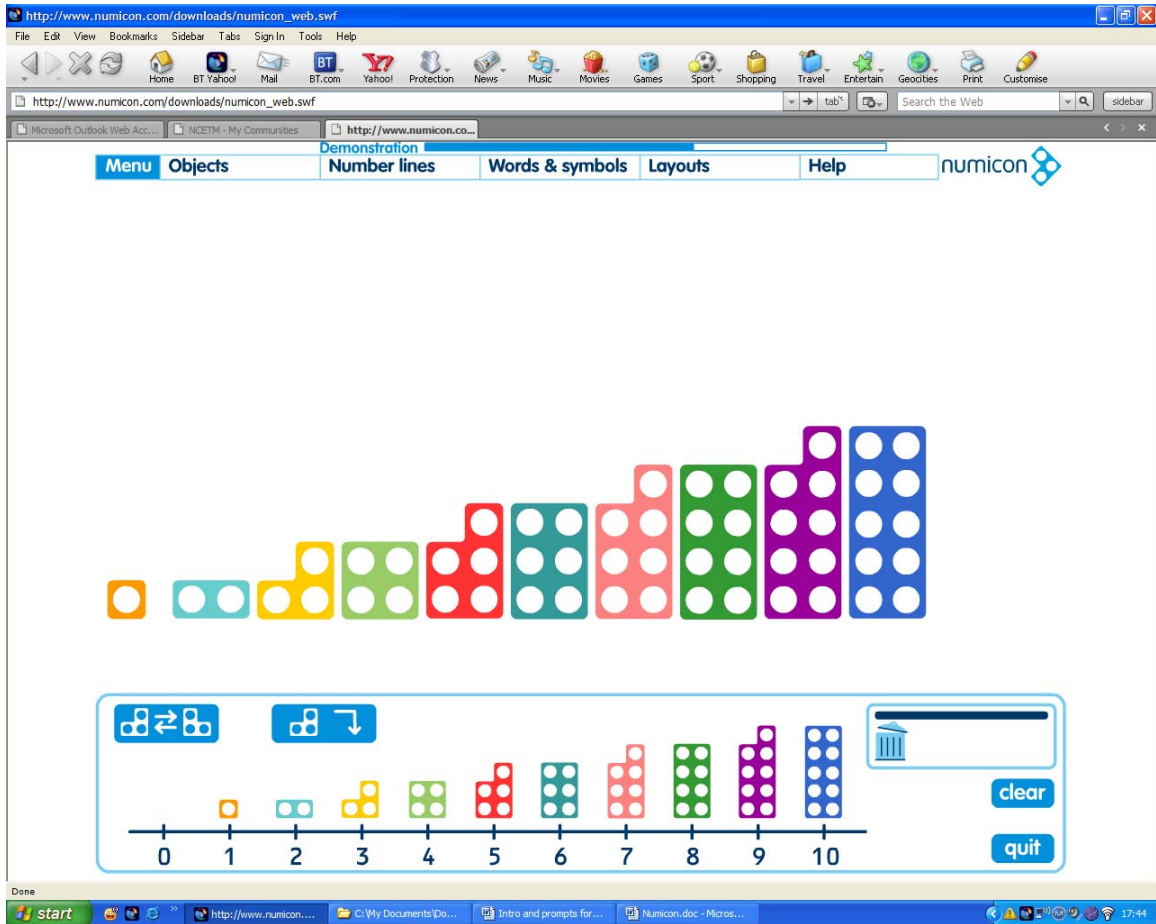 http://www.numicon.com/downloads/numicon_web.swf
File Edit View Bookmarks Sidebar Tabs Sign In Tools Help
Home BT Yahoo! Mail BT.com Yahoo! Protection News Music Movies Games Sport Shopping Travel Entertain Geocities Print Customise
http://www.numicon.com/downloads/numicon_web.swf tab Search the Web sidebar
Microsoft Outlook Web Acc... NCETM - My Communities http://www.numicon.co...
Demonstration
Menu Objects Number lines Words & symbols Layouts Help numicon
clear
0 1 2 3 4 5 6 7 8 9 10
quit
Done
start http://www.numicon.... C:\My Documents\Do... Intro and prompts for... Numicon.doc - Micros... 17:44